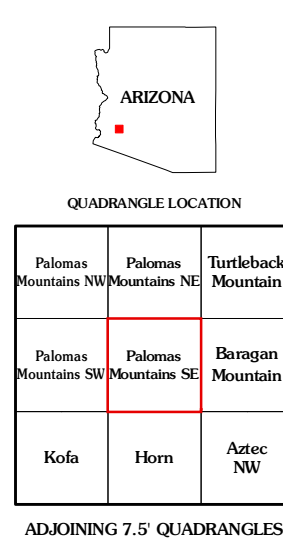 ARIZONA
QUADRANGLE LOCATION
Palomas
Mountains NW
Palomas
Mountains NE
Turtleback
Mountain
Palomas
Mountains SW
Palomas
Mountains SE
Baragan
Mountain
Kofa
Horn
Aztec
NW
ADJOINING 7.5' QUADRANGLES